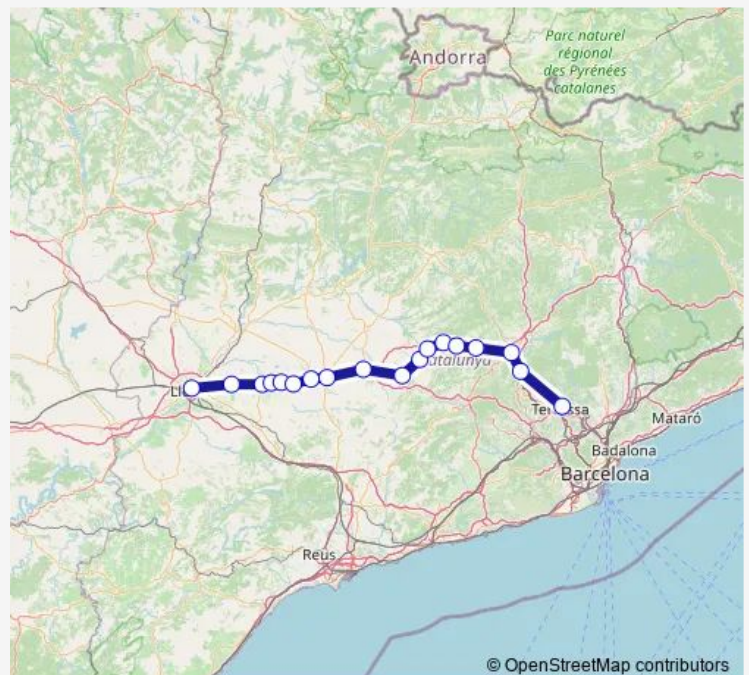 Parc naturel
régional
des Pyrénées
catalanes
Andorra
Catalunya
Mataró
Badalona
Barcelona
Reus
© OpenStreetMap contributors